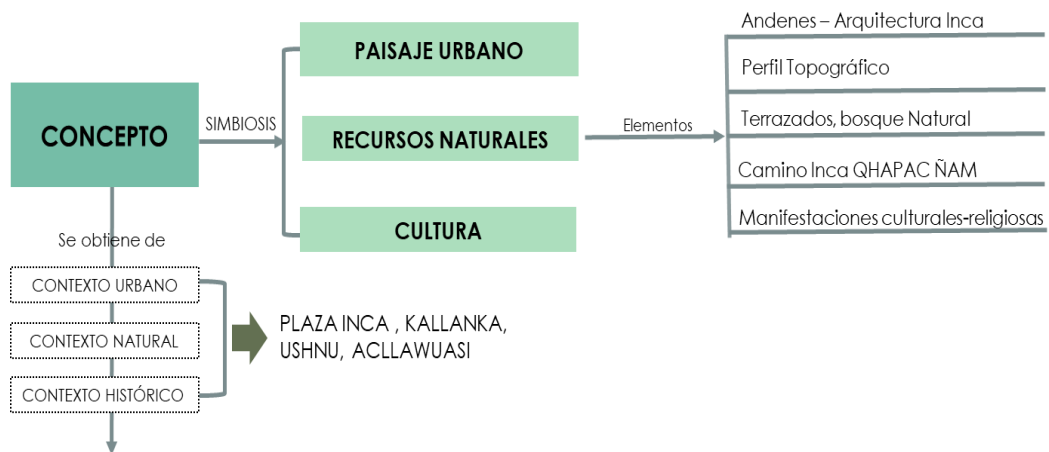 CONCEPTO
SIMBIOSIS
PAISAJE URBANO
RECURSOS NATURALES
CULTURA
Elementos
Andenes – Arquitectura Inca
Perfil Topográfico
Terrazados, bosque Natural
Camino Inca QHAPAC ÑAM
Manifestaciones culturales-religiosas
Se obtiene de
CONTEXTO URBANO
CONTEXTO NATURAL
CONTEXTO HISTÓRICO
PLAZA INCA , KALLANKA,
USHNU, ACLLAWUASI